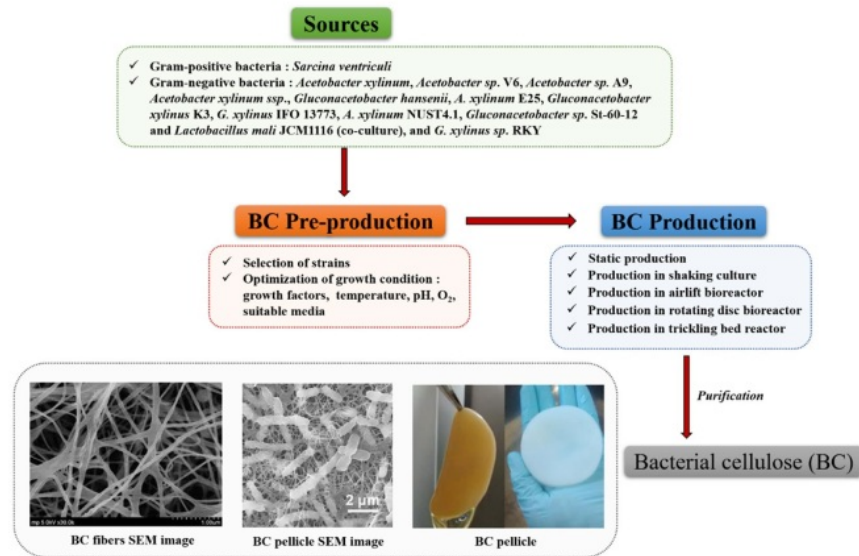 Sources
✓ Gram-positive bacteria : Sarcina ventriculi
✓ Gram-negative bacteria : Acetobacter xylinum, Acetobacter sp. V6, Acetobacter sp. A9,
Acetobacter xylinum ssp., Gluconacetobacter hansenii, A. xylinum E25, Gluconacetobacter
xylinus K3, G. xylinus IFO 13773, A. xylinum NUST4.1, Gluconacetobacter sp. St-60-12
and Lactobacillus mali JCM1116 (co-culture), and G. xylinus sp. RKY
BC Pre-production
✓ Selection of strains
✓ Optimization of growth condition :
growth factors, temperature, pH, O₂,
suitable media
BC Production
✓ Static production
✓ Production in shaking culture
✓ Production in airlift bioreactor
✓ Production in rotating disc bioreactor
✓ Production in trickling bed reactor
Purification
Bacterial cellulose (BC)
2 μm
BC fibers SEM image
BC pellicle SEM image
BC pellicle